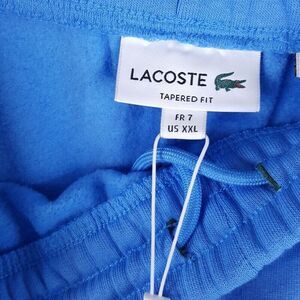 LACOSTE
TAPERED FIT
FR 7
US XXL